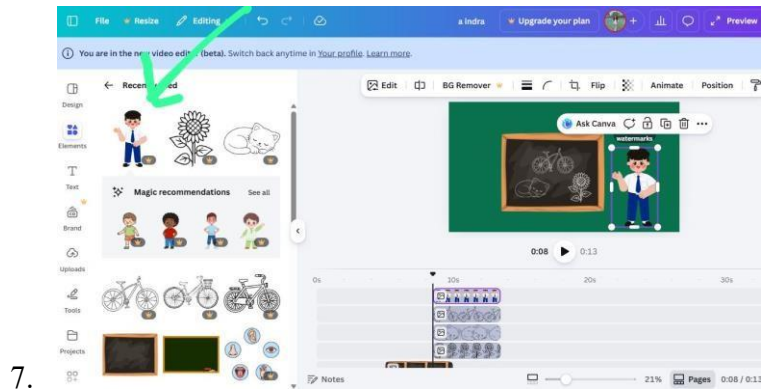 File Resize Editing a indra Upgrade your plan + Preview
You are in the new video editor (beta). Switch back anytime in Your profile. Learn more.
Design
Elements
Text
Brand
Uploads
Tools
Projects
← used
Magic recommendations See all
Edit BG Remover Flip Animate Position
Ask Canva
watermarks
0:08 0:13
0s 10s 20s 30s
Notes 21% Pages 0:08 / 0:13
7.